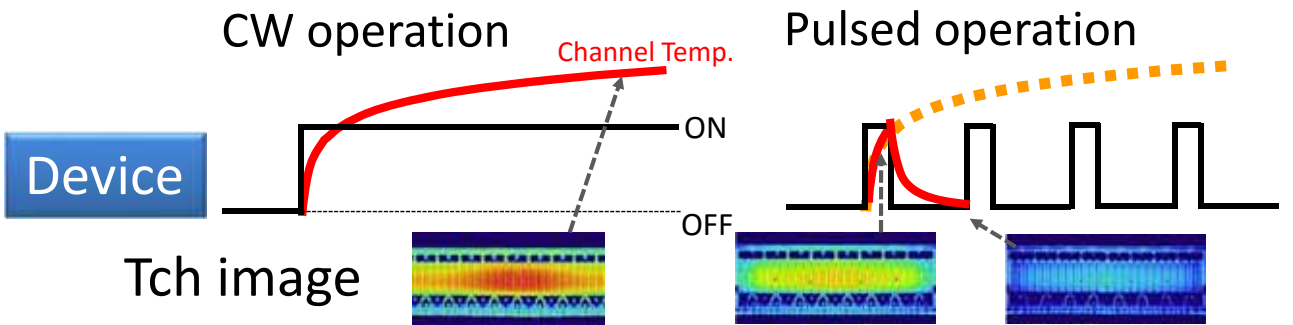 CW operation
Pulsed operation
Channel Temp.
ON
Device
OFF
Tch image